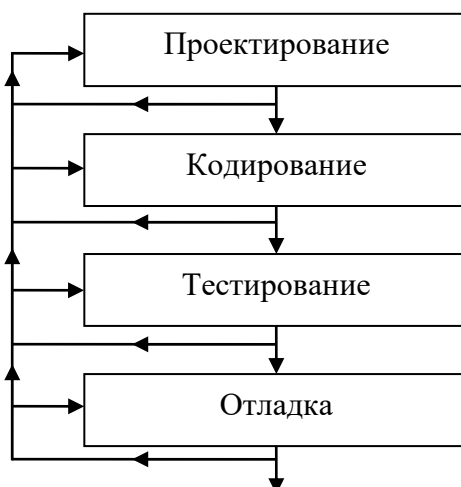 Проектирование
Кодирование
Тестирование
Отладка